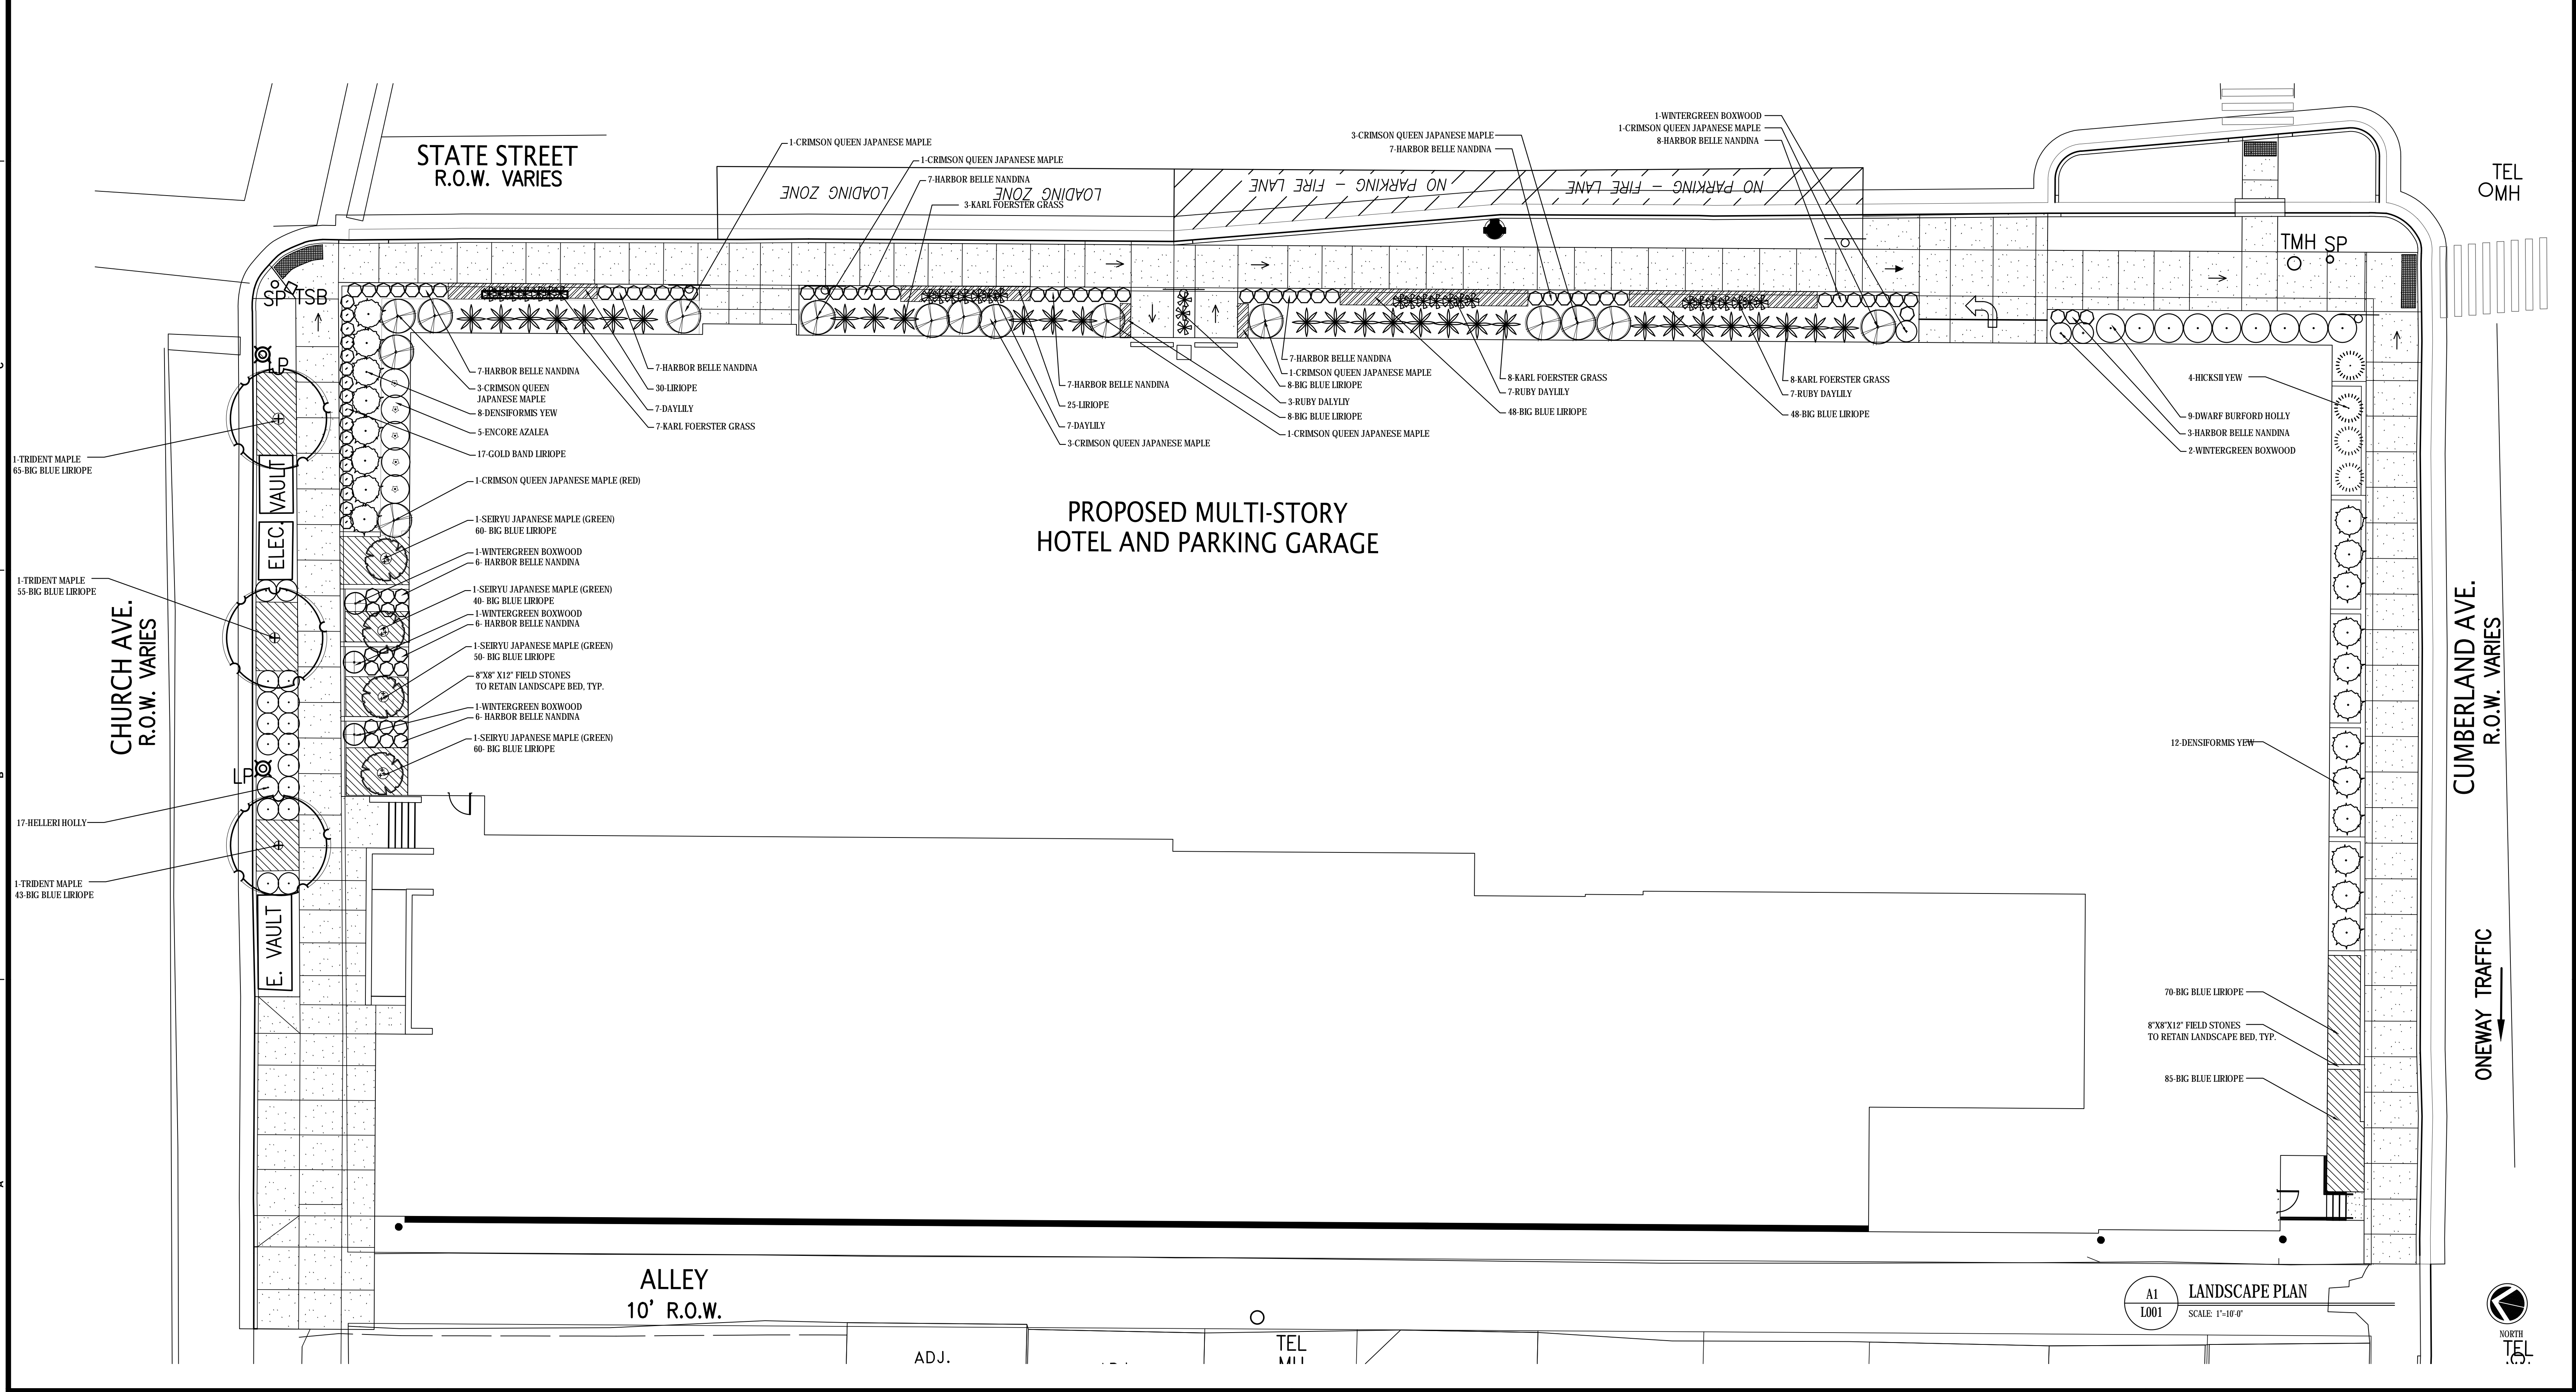 1-WINTERGREEN BOXWOOD
1-CRIMSON QUEEN JAPANESE MAPLE
8-HARBOR BELLE NANDINA
3-CRIMSON QUEEN JAPANESE MAPLE
7-HARBOR BELLE NANDINA
1-CRIMSON QUEEN JAPANESE MAPLE
1-CRIMSON QUEEN JAPANESE MAPLE
7-HARBOR BELLE NANDINA
3-KARL FOERSTER GRASS
STATE STREET
R.O.W. VARIES
LOADING ZONE
LOADING ZONE
NO PARKING - FIRE LANE
NO PARKING - FIRE LANE
TEL
MH
TMH
SP
SP
TSB
LP
7-HARBOR BELLE NANDINA
3-CRIMSON QUEEN
JAPANESE MAPLE
8-DENSIFORMIS YEW
5-ENCORE AZALEA
17-GOLD BAND LIRIOPE
1-CRIMSON QUEEN JAPANESE MAPLE (RED)
7-HARBOR BELLE NANDINA
30-LIRIOPE
7-DAYLILY
7-KARL FOERSTER GRASS
7-HARBOR BELLE NANDINA
25-LIRIOPE
7-DAYLILY
3-CRIMSON QUEEN JAPANESE MAPLE
7-HARBOR BELLE NANDINA
1-CRIMSON QUEEN JAPANESE MAPLE
8-BIG BLUE LIRIOPE
3-RUBY DALYLIY
8-BIG BLUE LIRIOPE
1-CRIMSON QUEEN JAPANESE MAPLE
8-KARL FOERSTER GRASS
7-RUBY DAYLILY
48-BIG BLUE LIRIOPE
8-KARL FOERSTER GRASS
7-RUBY DAYLILY
48-BIG BLUE LIRIOPE
4-HICKSII YEW
9-DWARF BURFORD HOLLY
3-HARBOR BELLE NANDINA
2-WINTERGREEN BOXWOOD
1-TRIDENT MAPLE
65-BIG BLUE LIRIOPE
ELEC. VAULT
1-SEIRYU JAPANESE MAPLE (GREEN)
60- BIG BLUE LIRIOPE
1-WINTERGREEN BOXWOOD
6- HARBOR BELLE NANDINA
1-SEIRYU JAPANESE MAPLE (GREEN)
40- BIG BLUE LIRIOPE
1-WINTERGREEN BOXWOOD
6- HARBOR BELLE NANDINA
1-SEIRYU JAPANESE MAPLE (GREEN)
50- BIG BLUE LIRIOPE
8"X8" X12" FIELD STONES
TO RETAIN LANDSCAPE BED, TYP.
1-WINTERGREEN BOXWOOD
6- HARBOR BELLE NANDINA
1-SEIRYU JAPANESE MAPLE (GREEN)
60- BIG BLUE LIRIOPE
PROPOSED MULTI-STORY
HOTEL AND PARKING GARAGE
1-TRIDENT MAPLE
55-BIG BLUE LIRIOPE
CHURCH AVE.
R.O.W. VARIES
LP
17-HELLERI HOLLY
1-TRIDENT MAPLE
43-BIG BLUE LIRIOPE
E. VAULT
CUMBERLAND AVE.
R.O.W. VARIES
12-DENSIFORMIS YEW
ONEWAY TRAFFIC
70-BIG BLUE LIRIOPE
8"X8"X12" FIELD STONES
TO RETAIN LANDSCAPE BED, TYP.
85-BIG BLUE LIRIOPE
ALLEY
10' R.O.W.
A1
L001
LANDSCAPE PLAN
SCALE: 1"=10'-0"
NORTH
TEL
ADJ.
TEL
MH
C
B
A